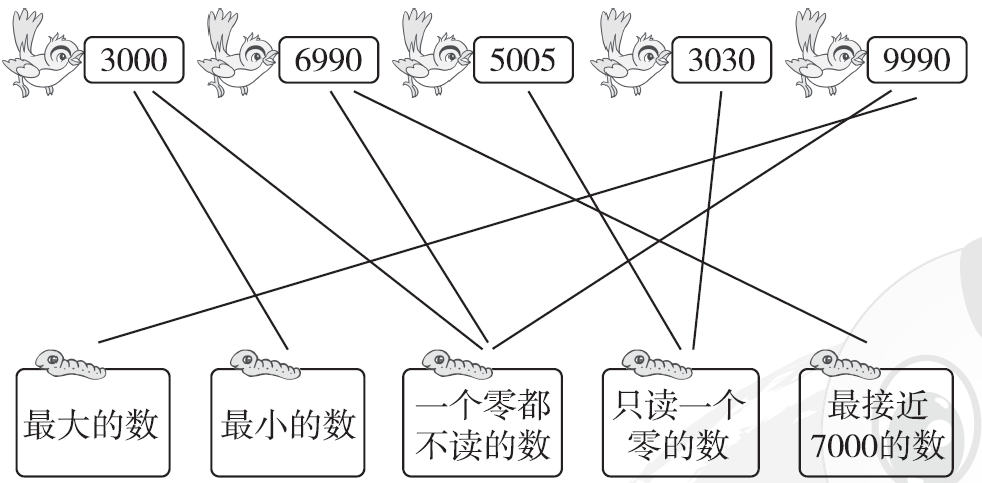 3000
6990
5005
3030
9990
最大的数
最小的数
一个零都
不读的数
只读一个
零的数
最接近
7000的数